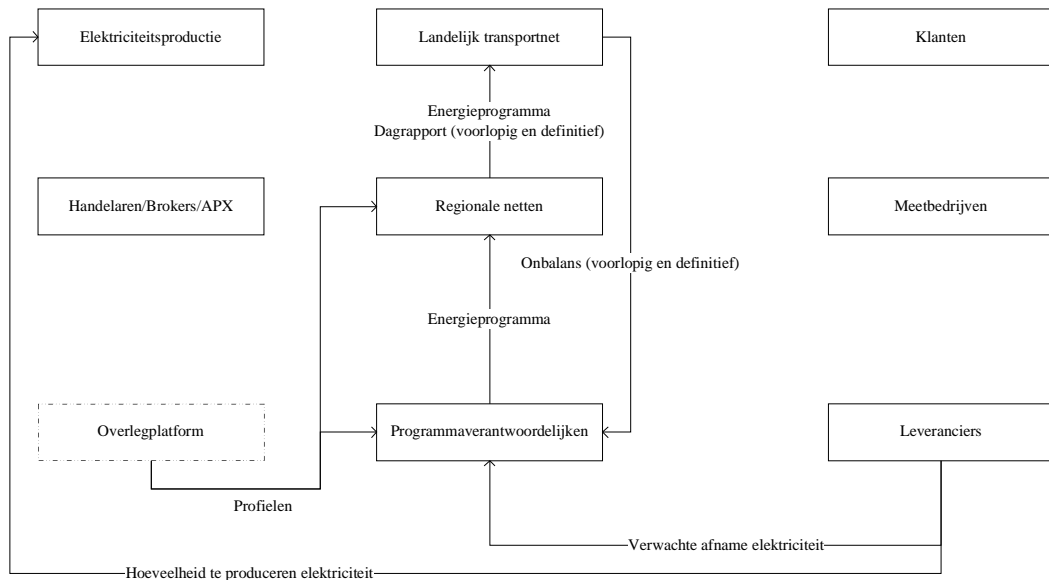 Elektriciteitsproductie
Landelijk transportnet
Klanten
Energieprogramma
Dagrapport (voorlopig en definitief)
Handelaren/Brokers/APX
Regionale netten
Meetbedrijven
Onbalans (voorlopig en definitief)
Energieprogramma
Overlegplatform
Programmaverantwoordelijken
Leveranciers
Profielen
Verwachte afname elektriciteit
Hoeveelheid te produceren elektriciteit